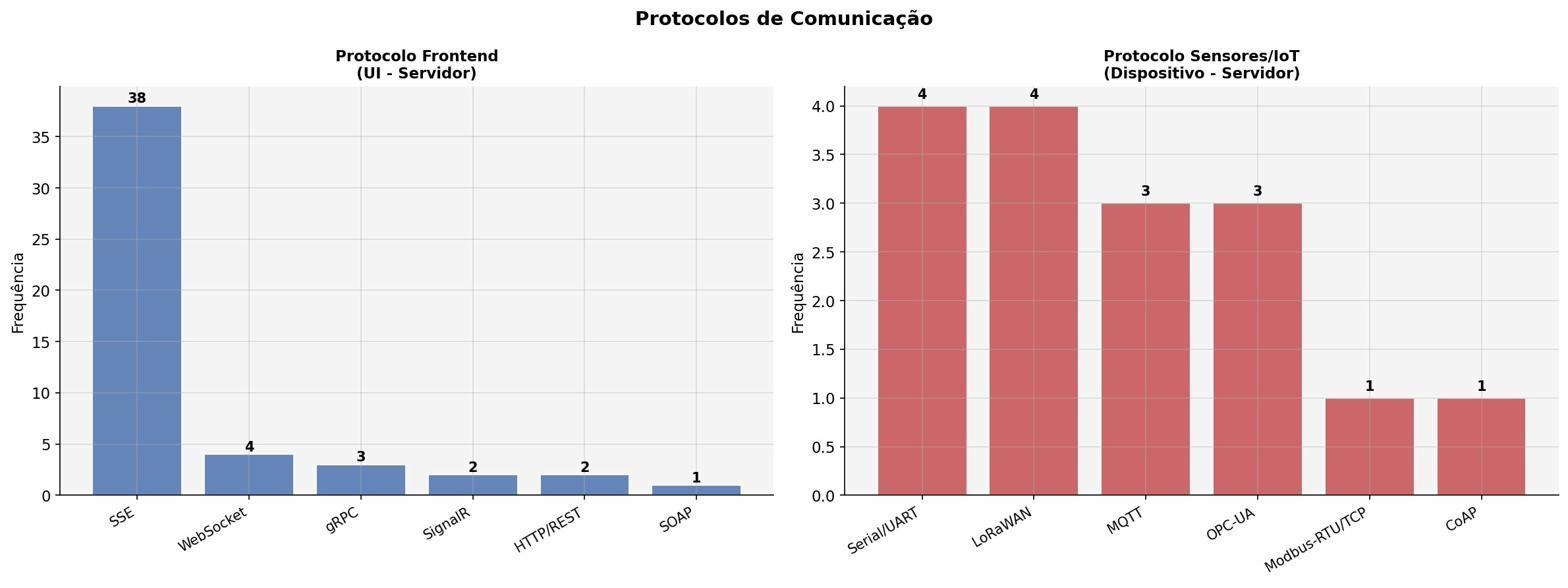 Protocolos de Comunicação
Protocolo Frontend
(UI - Servidor)
Frequência
35
30
25
20
15
10
5
0
38
4
3
2
2
1
SSE
WebSocket
gRPC
SignalR
HTTP/REST
SOAP
Protocolo Sensores/IoT
(Dispositivo - Servidor)
Frequência
4.0
3.5
3.0
2.5
2.0
1.5
1.0
0.5
0.0
4
4
3
3
1
1
Serial/UART
LoRaWAN
MQTT
OPC-UA
Modbus-RTU/TCP
CoAP